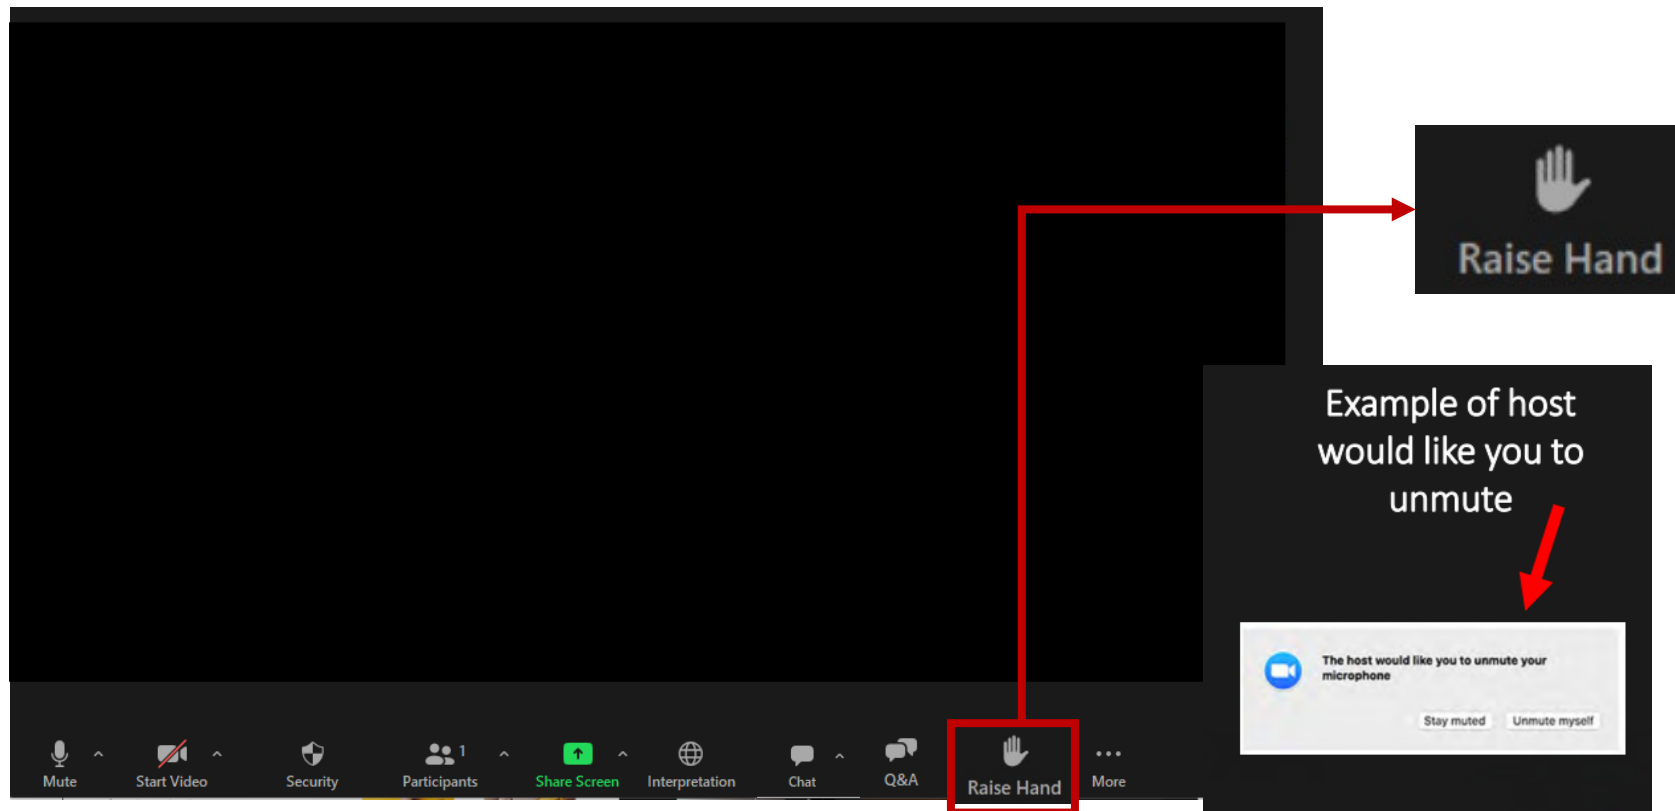 Raise Hand
Example of host
would like you to
unmute
The host would like you to unmute your
microphone
Stay muted Unmute myself
Mute Start Video Security Participants 1 Share Screen Interpretation Chat Q&A Raise Hand More